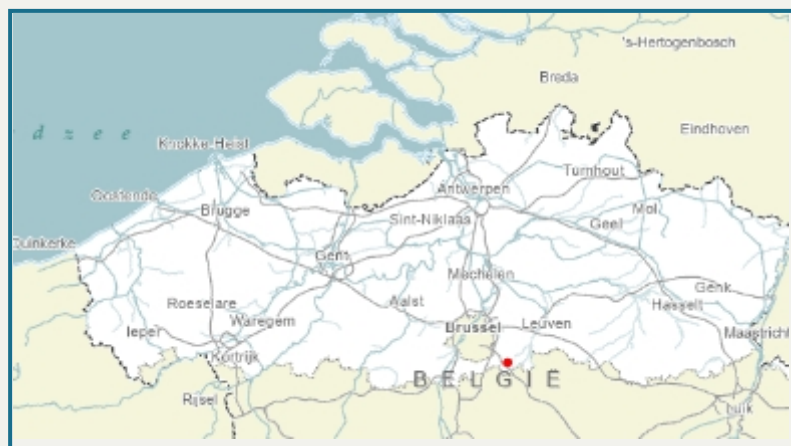 's-Hertogenbosch
Breda
d z e e
Eindhoven
Knokke-Heist
Turnhout
Antwerpen
Oostende
Mol
Brugge
Sint-Niklaas
Geel
Duinkerke
Gent
Mechelen
Genk
Roeselare
Aalst
Hasselt
Waregem
Brussel
Leuven
Ieper
Maastricht
Kortrijk
BELGIË
Rijsel
Luik